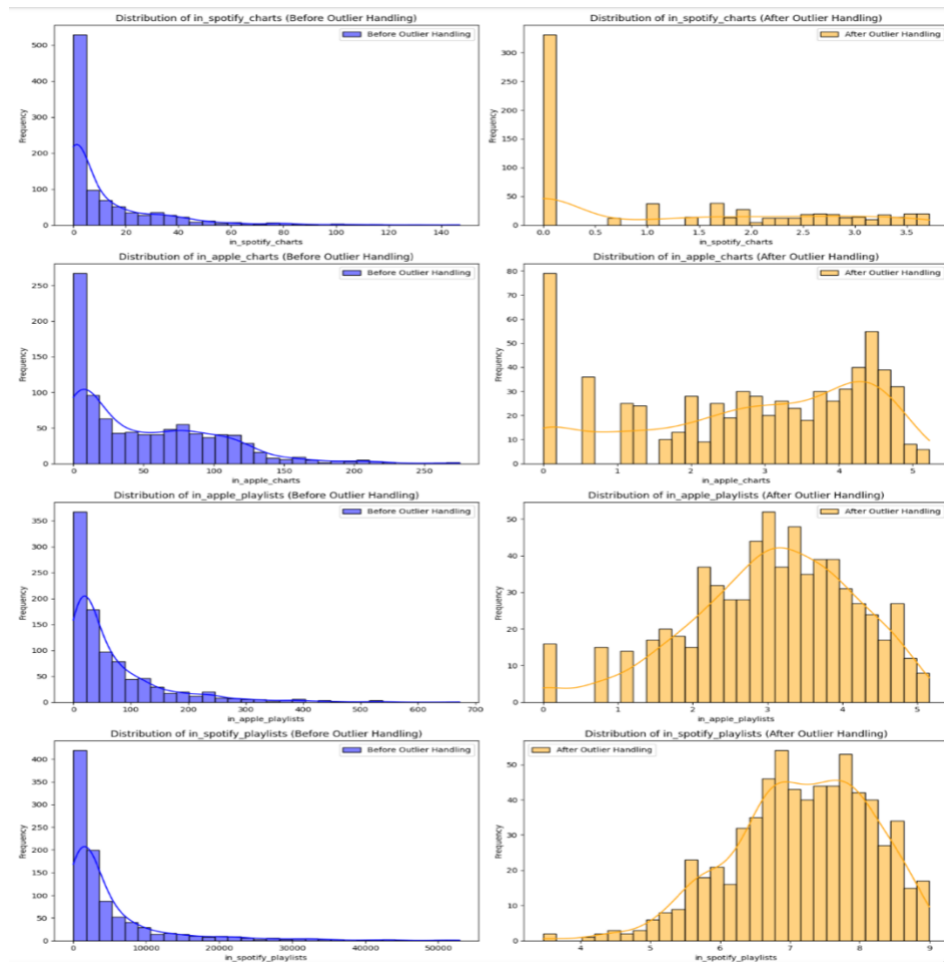 Distribution of in_spotify_charts (Before Outlier Handling)
Before Outlier Handling
500
400
300
200
100
0
Frequency
0 20 40 60 80 100 120 140
in_spotify_charts
Distribution of in_spotify_charts (After Outlier Handling)
After Outlier Handling
300
250
200
150
100
50
0
Frequency
0.0 0.5 1.0 1.5 2.0 2.5 3.0 3.5
in_spotify_charts
Distribution of in_apple_charts (Before Outlier Handling)
Before Outlier Handling
250
200
150
100
50
0
Frequency
0 50 100 150 200 250
in_apple_charts
Distribution of in_apple_charts (After Outlier Handling)
After Outlier Handling
80
70
60
50
40
30
20
10
0
Frequency
0 1 2 3 4 5
in_apple_charts
Distribution of in_apple_playlists (Before Outlier Handling)
Before Outlier Handling
350
300
250
200
150
100
50
0
Frequency
0 100 200 300 400 500 600 700
in_apple_playlists
Distribution of in_apple_playlists (After Outlier Handling)
After Outlier Handling
50
40
30
20
10
0
Frequency
0 1 2 3 4 5
in_apple_playlists
Distribution of in_spotify_playlists (Before Outlier Handling)
Before Outlier Handling
400
350
300
250
200
150
100
50
0
Frequency
0 10000 20000 30000 40000 50000
in_spotify_playlists
Distribution of in_spotify_playlists (After Outlier Handling)
After Outlier Handling
50
40
30
20
10
0
Frequency
4 5 6 7 8 9
in_spotify_playlists